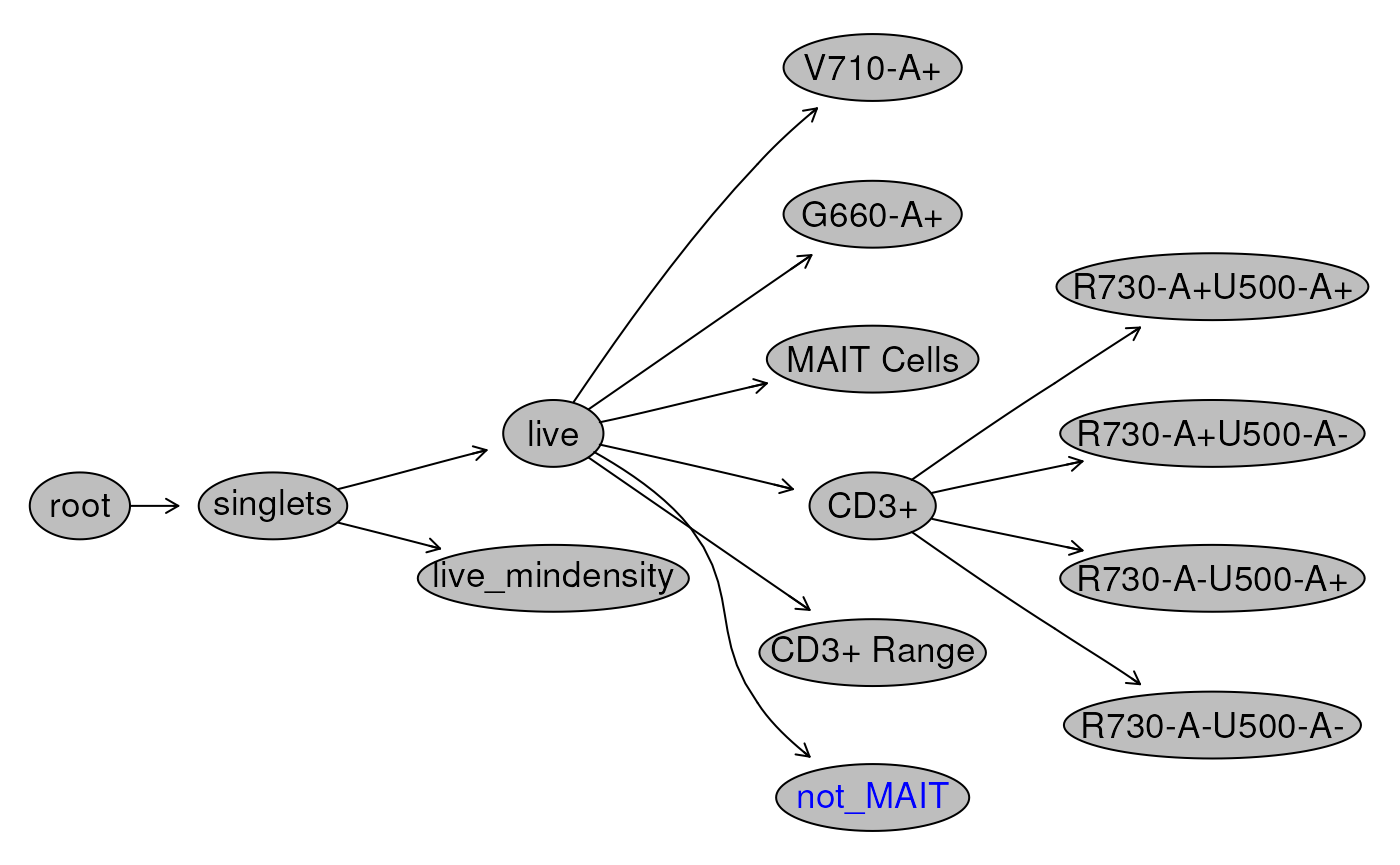 V710-A+
G660-A+
R730-A+U500-A+
MAIT Cells
live
R730-A+U500-A-
root
singlets
CD3+
live_mindensity
R730-A-U500-A+
CD3+ Range
R730-A-U500-A-
not_MAIT